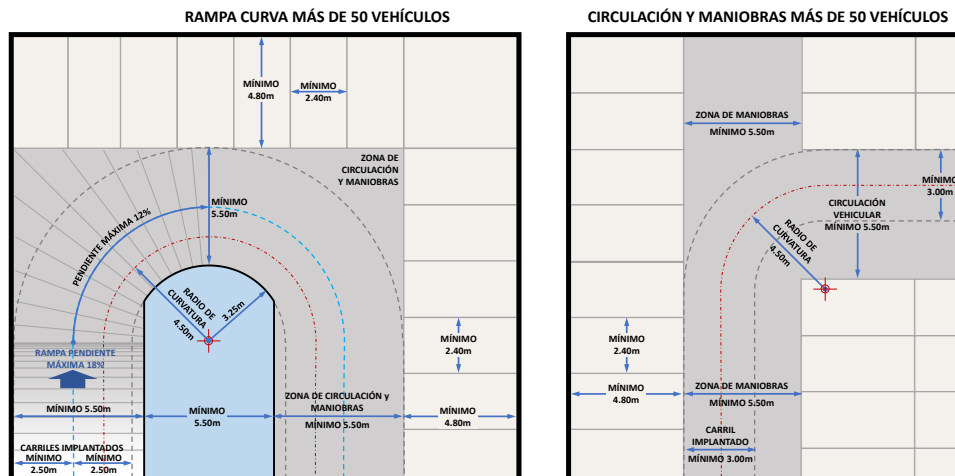 RAMPA CURVA MÁS DE 50 VEHÍCULOS
MÍNIMO
4.80m
MÍNIMO
2.40m
ZONA DE
CIRCULACIÓN
Y MANIOBRAS
MÍNIMO
5.50m
PENDIENTE MÁXIMA 12%
RADIO DE
CURVATURA
4.50m
3.25m
RAMPA PENDIENTE
MÁXIMA 18%
MÍNIMO
2.40m
MÍNIMO 5.50m
MÍNIMO
5.50m
ZONA DE CIRCULACIÓN y
MANIOBRAS
MÍNIMO 5.50m
MÍNIMO
4.80m
CARRILES IMPLANTADOS
MÍNIMO
2.50m
MÍNIMO
2.50m
CIRCULACIÓN Y MANIOBRAS MÁS DE 50 VEHÍCULOS
ZONA DE MANIOBRAS
MÍNIMO 5.50m
MÍNIMO
3.00m
CIRCULACIÓN
VEHICULAR
MÍNIMO 5.50m
RADIO DE
CURVATURA
4.50m
MÍNIMO
2.40m
MÍNIMO
4.80m
ZONA DE MANIOBRAS
MÍNIMO 5.50m
CARRIL
IMPLANTADO
MÍNIMO 3.00m